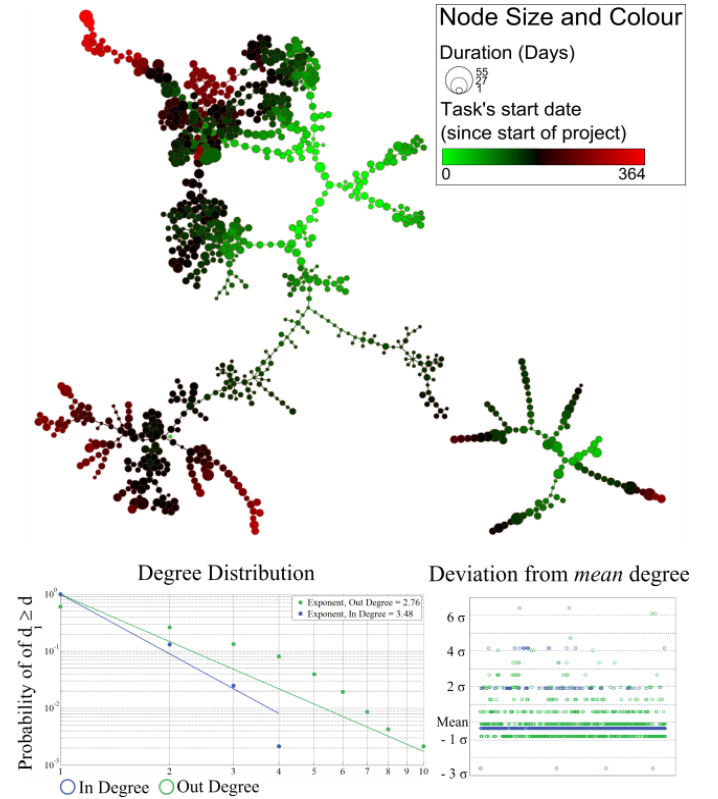 Node Size and Colour
Duration (Days)
55
27
1
Task's start date
(since start of project)
0 364
Degree Distribution
Deviation from mean degree
Probability of of d_i ≥ d
10^0
10^-1
10^-2
10^-3
Exponent, Out Degree = 2.76
Exponent, In Degree = 3.48
1 2 3 4 5 6 7 8 9 10
In Degree Out Degree
6 σ
4 σ
2 σ
Mean
- 1 σ
- 3 σ